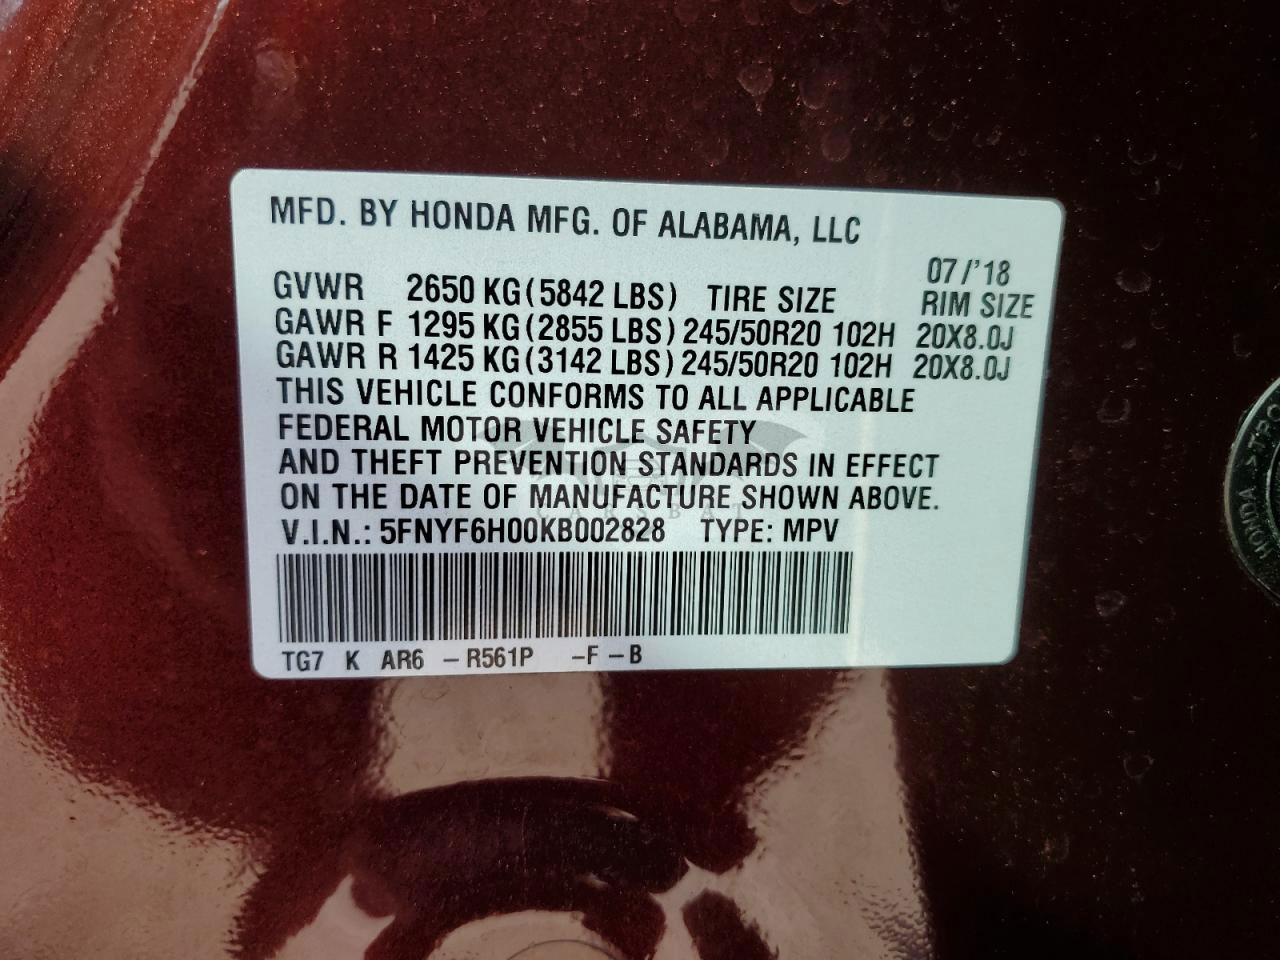 MFD. BY HONDA MFG. OF ALABAMA, LLC
07/'18
GVWR 2650 KG(5842 LBS) TIRE SIZE RIM SIZE
GAWR F 1295 KG(2855 LBS) 245/50R20 102H 20X8.0J
GAWR R 1425 KG(3142 LBS) 245/50R20 102H 20X8.0J
THIS VEHICLE CONFORMS TO ALL APPLICABLE
FEDERAL MOTOR VEHICLE SAFETY
AND THEFT PREVENTION STANDARDS IN EFFECT
ON THE DATE OF MANUFACTURE SHOWN ABOVE.
CARSBAT
V.I.N.: 5FNYF6H00KB002828 TYPE: MPV
TG7 K AR6 -R561P -F-B
HONDA